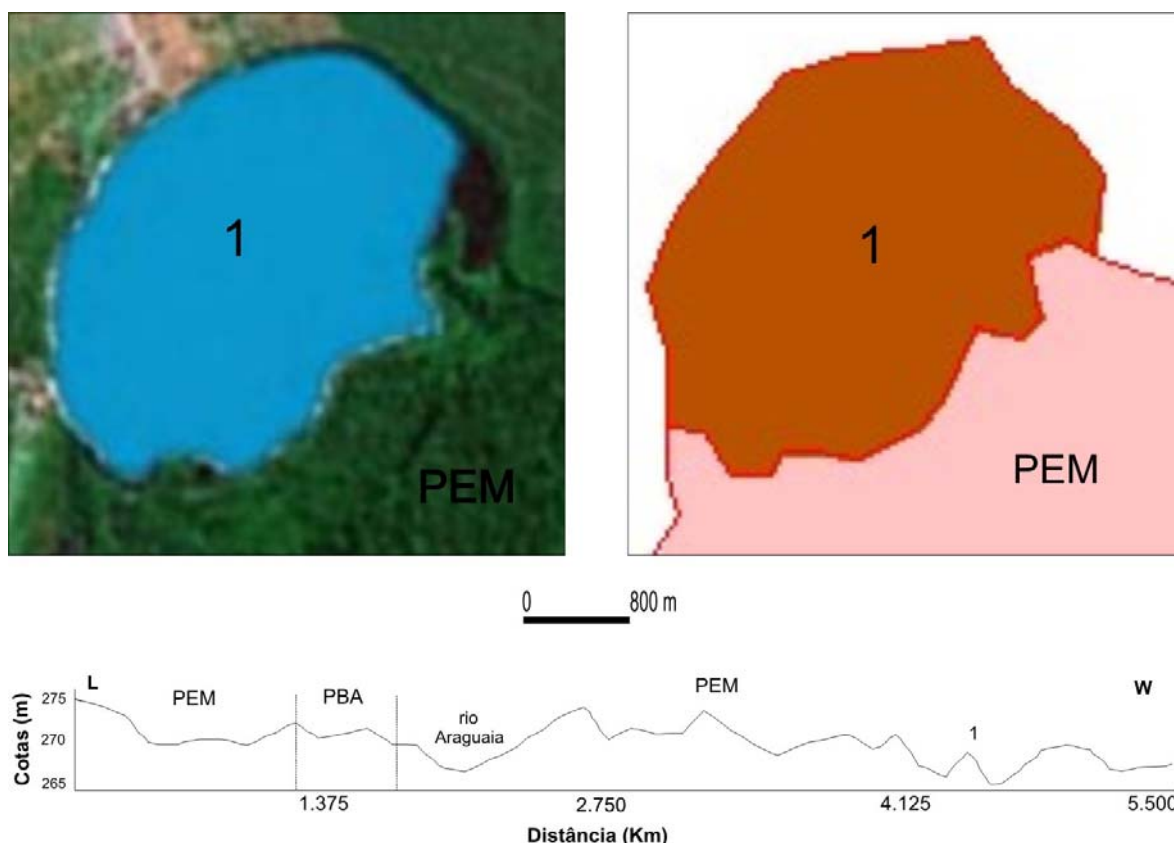 1
PEM
1
PEM
0 800 m
L
W
PEM PBA PEM
rio
Araguaia
1
Cotas (m)
275
270
265
1.375 2.750 4.125 5.500
Distância (Km)